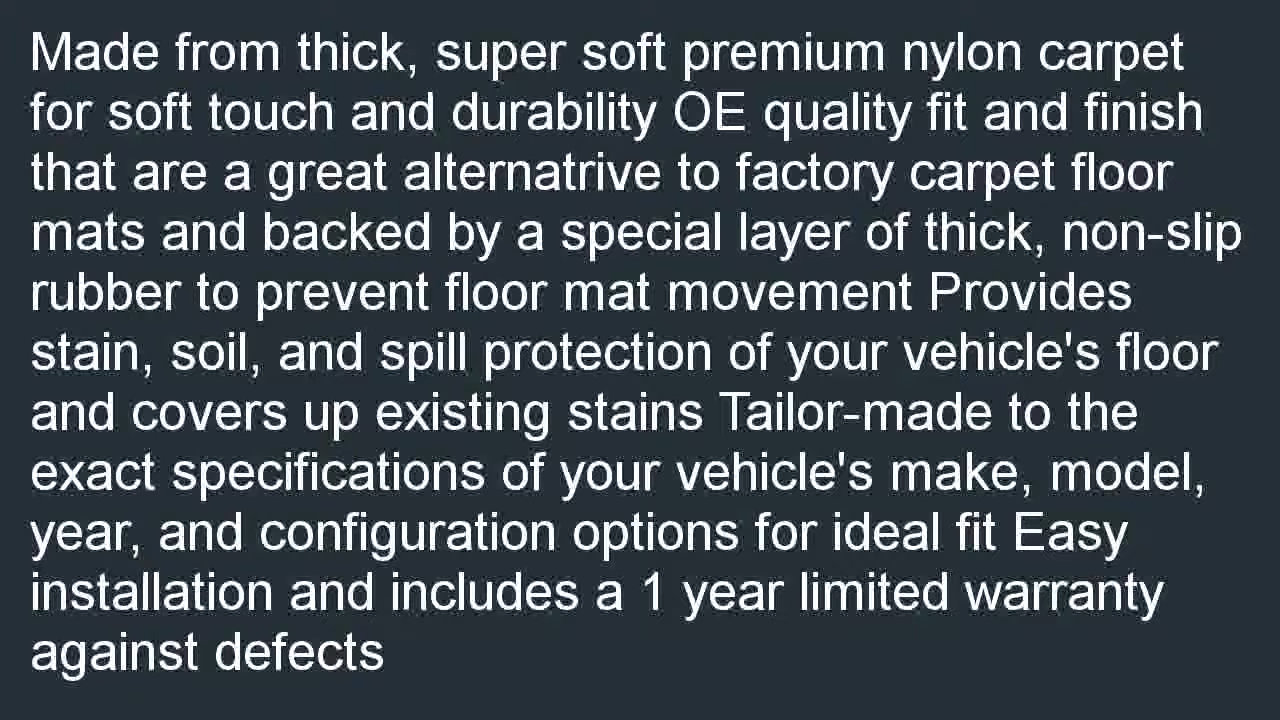 Made from thick, super soft premium nylon carpet
for soft touch and durability OE quality fit and finish
that are a great alternatrive to factory carpet floor
mats and backed by a special layer of thick, non-slip
rubber to prevent floor mat movement Provides
stain, soil, and spill protection of your vehicle's floor
and covers up existing stains Tailor-made to the
exact specifications of your vehicle's make, model,
year, and configuration options for ideal fit Easy
installation and includes a 1 year limited warranty
against defects